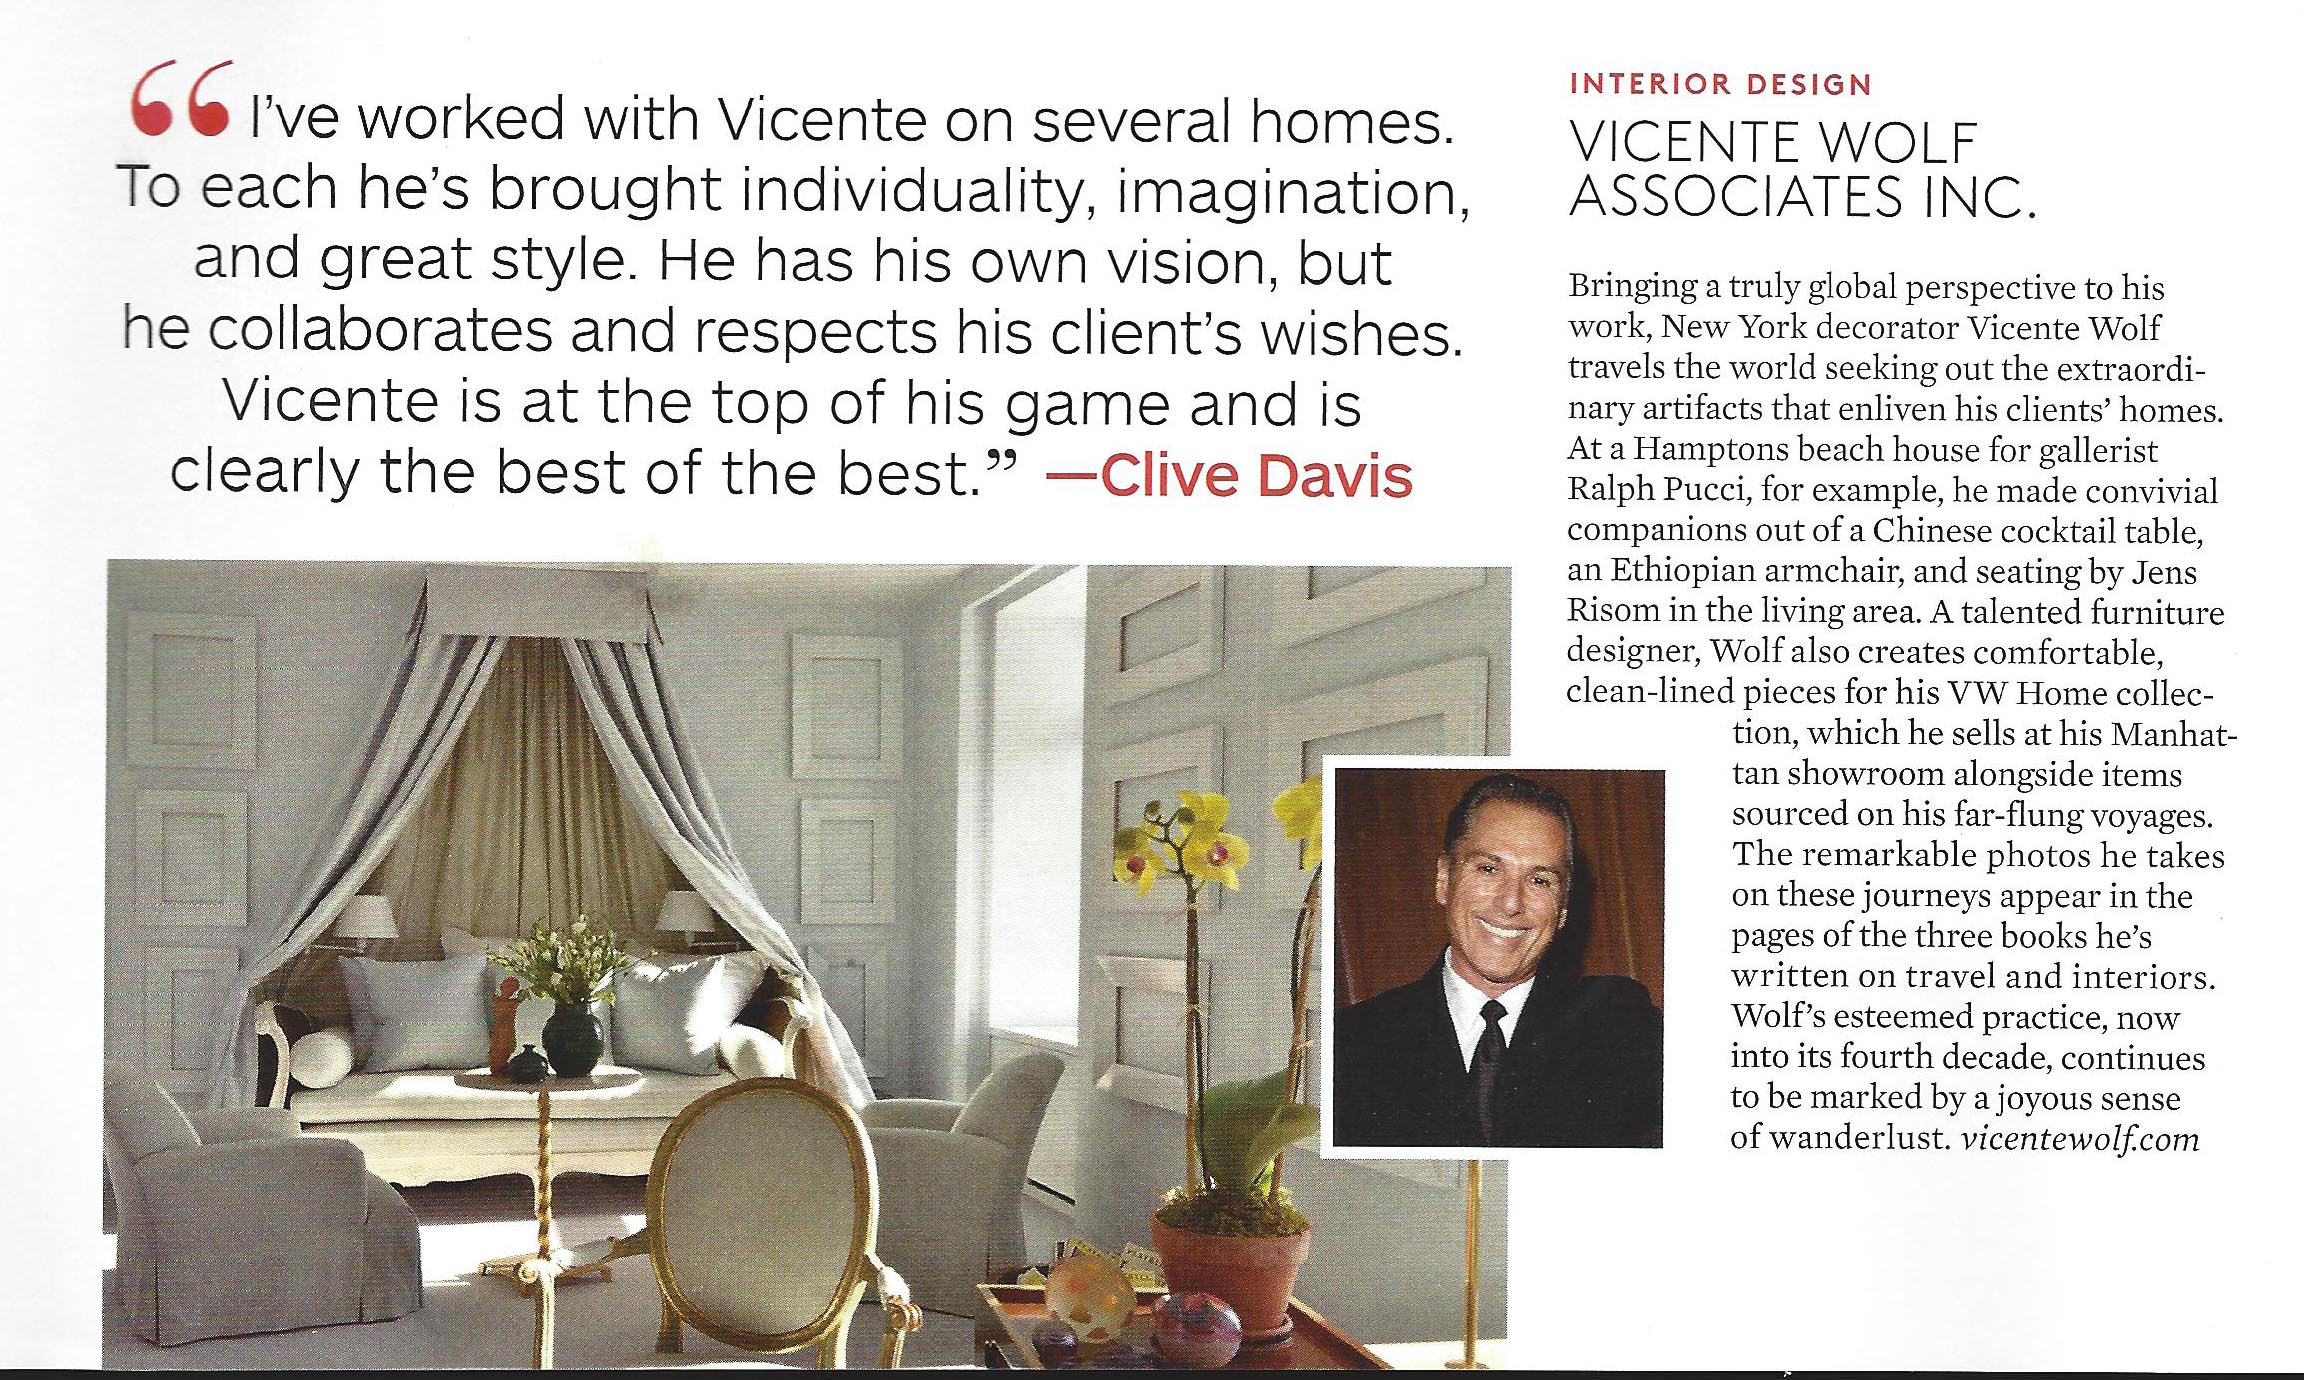 “I’ve worked with Vicente on several homes.
To each he’s brought individuality, imagination,
and great style. He has his own vision, but
he collaborates and respects his client’s wishes.
Vicente is at the top of his game and is
clearly the best of the best.” —Clive Davis
INTERIOR DESIGN
VICENTE WOLF
ASSOCIATES INC.
Bringing a truly global perspective to his
work, New York decorator Vicente Wolf
travels the world seeking out the extraordi-
nary artifacts that enliven his clients’ homes.
At a Hamptons beach house for gallerist
Ralph Pucci, for example, he made convivial
companions out of a Chinese cocktail table,
an Ethiopian armchair, and seating by Jens
Risom in the living area. A talented furniture
designer, Wolf also creates comfortable,
clean-lined pieces for his VW Home collec-
tion, which he sells at his Manhat-
tan showroom alongside items
sourced on his far-flung voyages.
The remarkable photos he takes
on these journeys appear in the
pages of the three books he’s
written on travel and interiors.
Wolf’s esteemed practice, now
into its fourth decade, continues
to be marked by a joyous sense
of wanderlust. vicentewolf.com